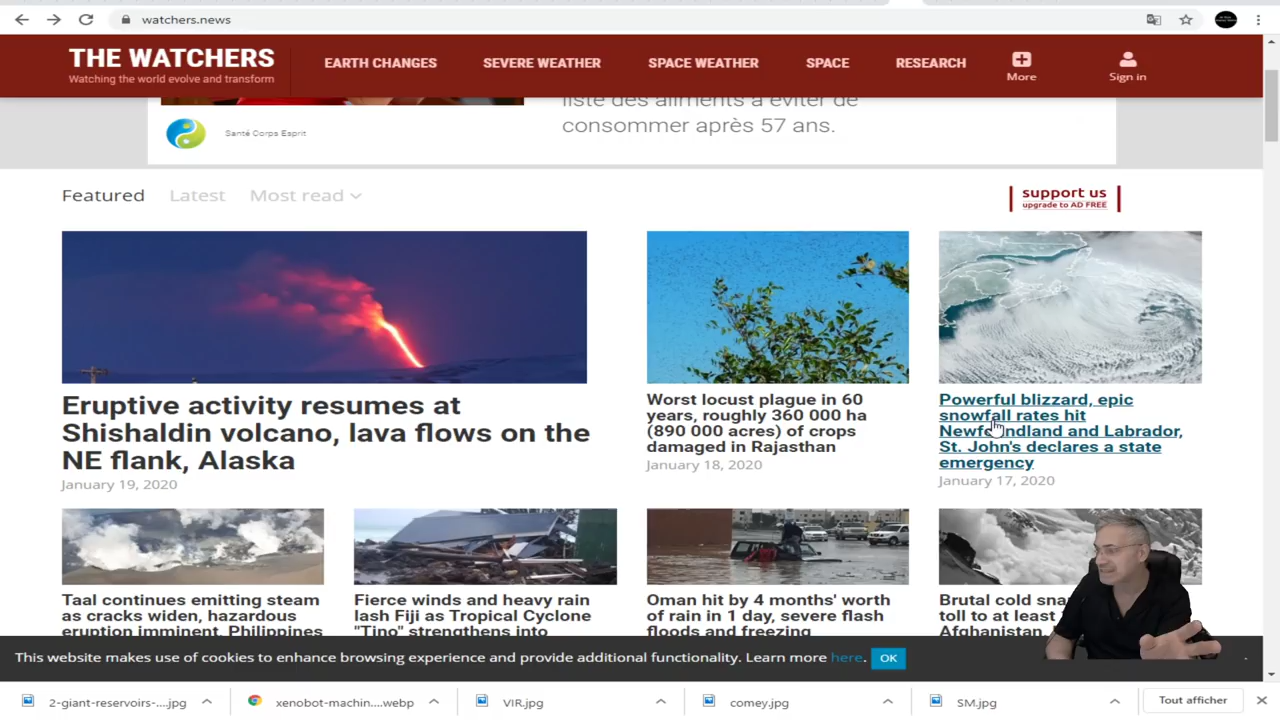 watchers.news
THE WATCHERS
Watching the world evolve and transform
EARTH CHANGES
SEVERE WEATHER
SPACE WEATHER
SPACE
RESEARCH
More
Sign in
liste des aliments à éviter de
consommer après 57 ans.
Santé Corps Esprit
Featured
Latest
Most read
support us
upgrade to AD FREE
Eruptive activity resumes at
Shishaldin volcano, lava flows on the
NE flank, Alaska
January 19, 2020
Worst locust plague in 60
years, roughly 360 000 ha
(890 000 acres) of crops
damaged in Rajasthan
January 18, 2020
Powerful blizzard, epic
snowfall rates hit
Newfoundland and Labrador,
St. John's declares a state
emergency
January 17, 2020
Taal continues emitting steam
as cracks widen, hazardous
eruption imminent, Philippines
Fierce winds and heavy rain
lash Fiji as Tropical Cyclone
"Tino" strengthens into
Oman hit by 4 months' worth
of rain in 1 day, severe flash
floods and freezing
Brutal cold
toll to at least
Afghanistan,
This website makes use of cookies to enhance browsing experience and provide additional functionality. Learn more here.
OK
2-giant-reservoirs-....jpg
xenobot-machin....webp
VIR.jpg
comey.jpg
SM.jpg
Tout afficher